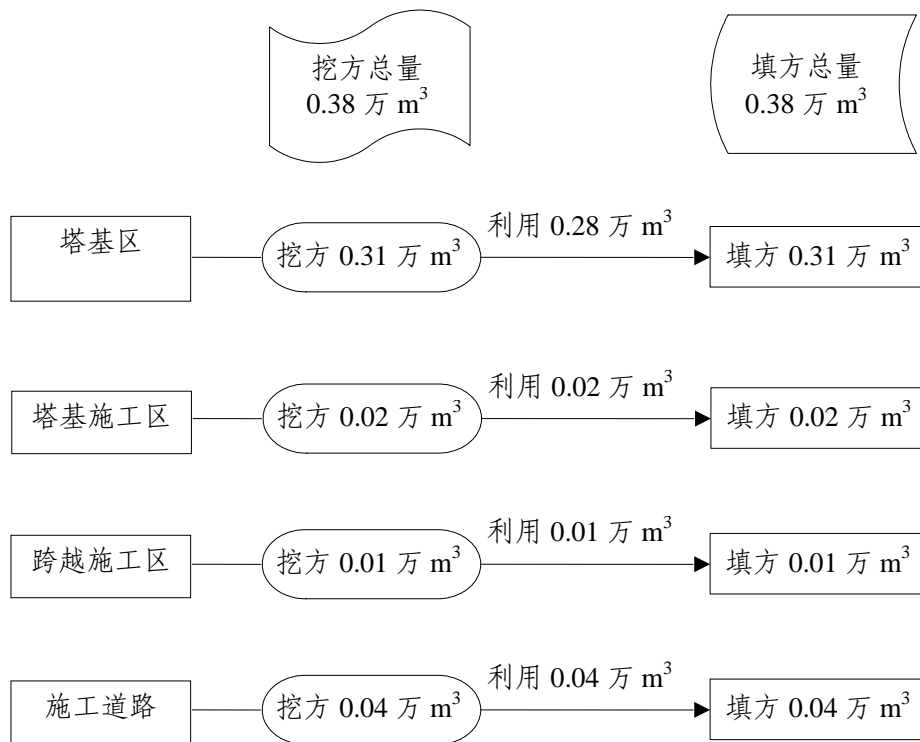 挖方总量
0.38 万 m³
填方总量
0.38 万 m³
塔基区
挖方 0.31 万 m³
利用 0.28 万 m³
填方 0.31 万 m³
塔基施工区
挖方 0.02 万 m³
利用 0.02 万 m³
填方 0.02 万 m³
跨越施工区
挖方 0.01 万 m³
利用 0.01 万 m³
填方 0.01 万 m³
施工道路
挖方 0.04 万 m³
利用 0.04 万 m³
填方 0.04 万 m³